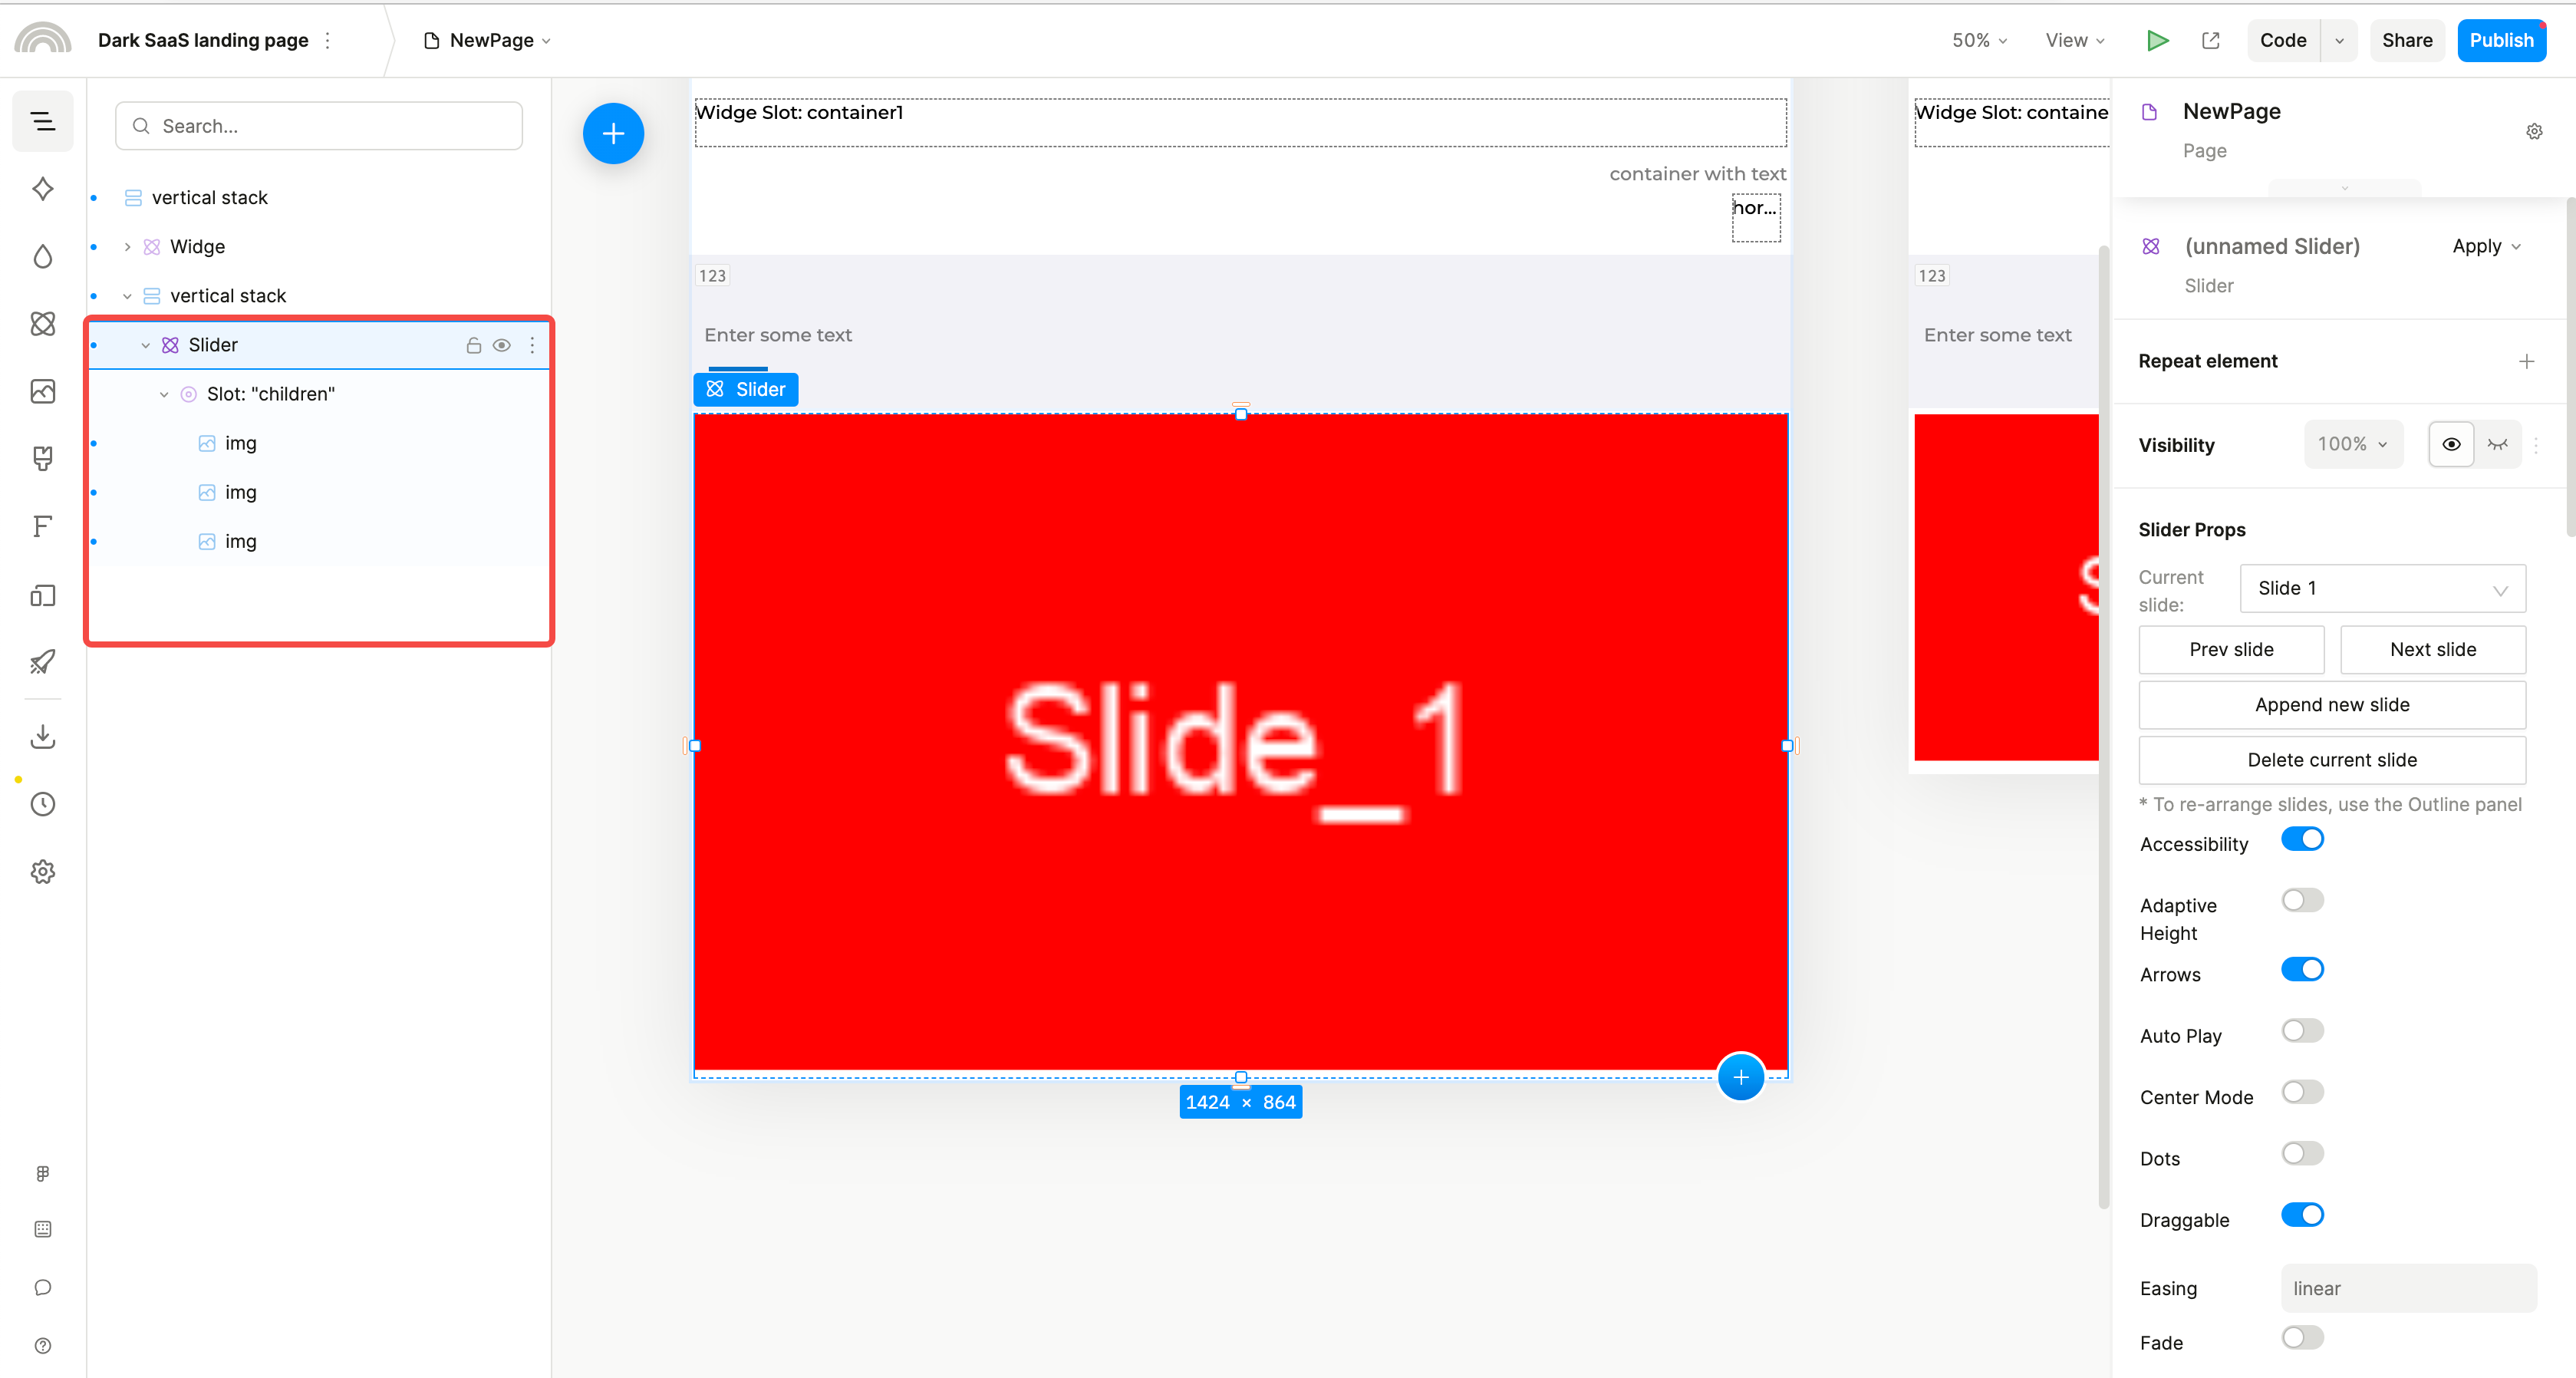 Dark SaaS landing page
NewPage
50%
View
Code
Share
Publish
Search...
vertical stack
Widge
vertical stack
Slider
Slot: "children"
img
img
img
Widge Slot: container1
container with text
hor...
123
Enter some text
Slider
Slide_1
1424 × 864
Widge Slot: containe
123
Enter some text
S
NewPage
Page
(unnamed Slider)
Apply
Slider
Repeat element
Visibility
100%
Slider Props
Current
slide:
Slide 1
Prev slide
Next slide
Append new slide
Delete current slide
* To re-arrange slides, use the Outline panel
Accessibility
Adaptive
Height
Arrows
Auto Play
Center Mode
Dots
Draggable
Easing
linear
Fade